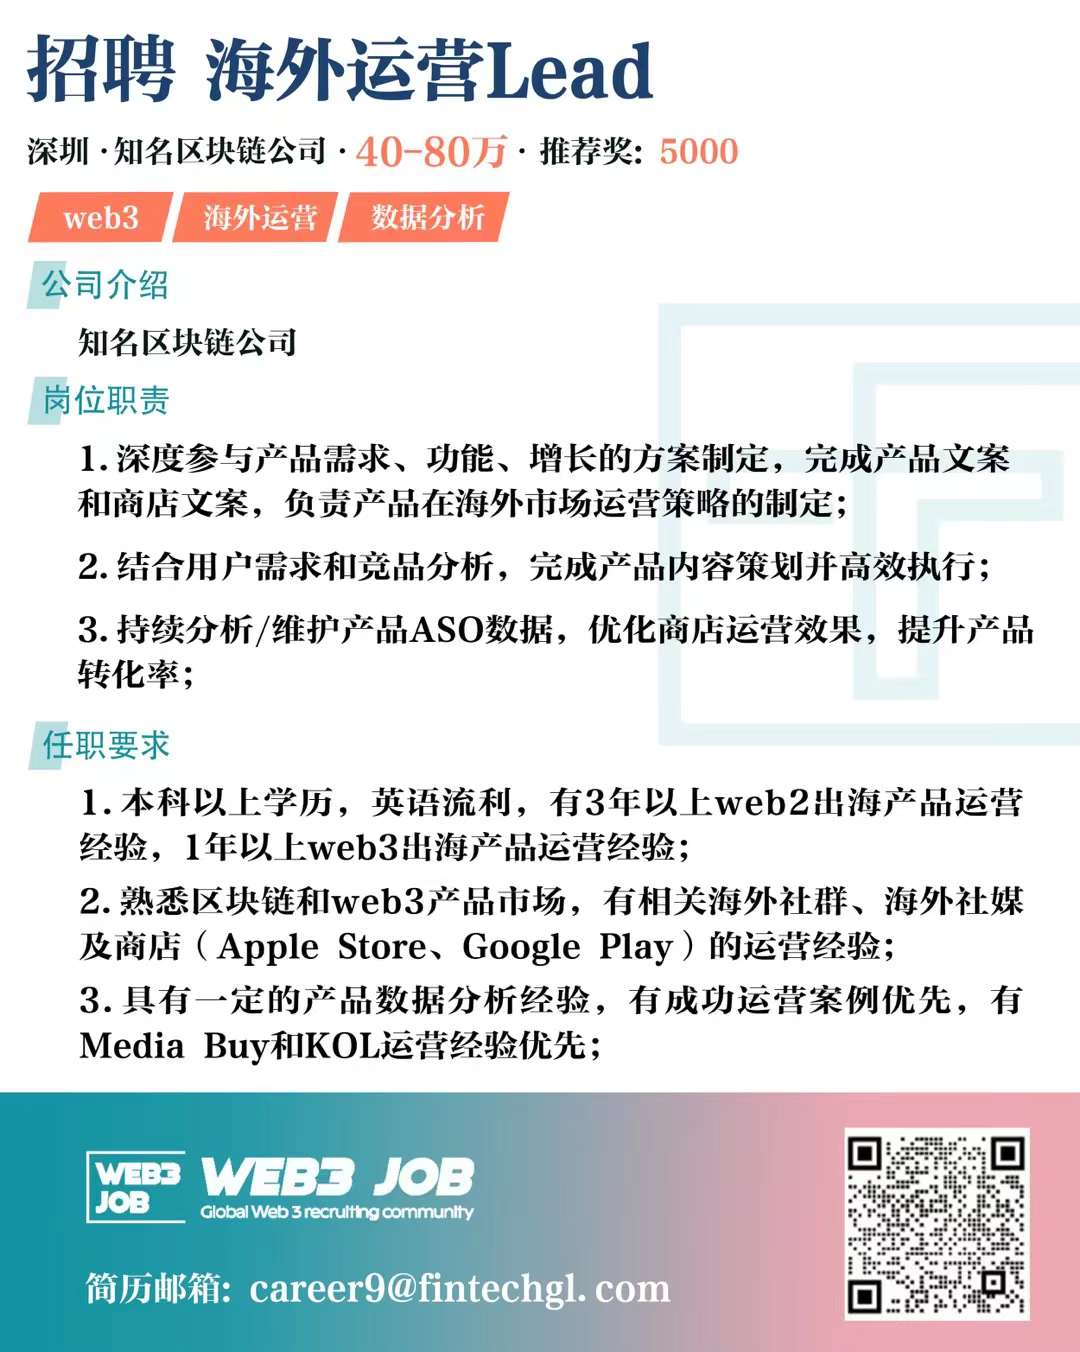 招聘 海外运营Lead
深圳 · 知名区块链公司 · 40-80万 · 推荐奖: 5000
web3 海外运营 数据分析
公司介绍
知名区块链公司
岗位职责
1. 深度参与产品需求、功能、增长的方案制定，完成产品文案
和商店文案，负责产品在海外市场运营策略的制定；
2. 结合用户需求和竞品分析，完成产品内容策划并高效执行；
3. 持续分析/维护产品ASO数据，优化商店运营效果，提升产品
转化率；
任职要求
1. 本科以上学历，英语流利，有3年以上web2出海产品运营
经验，1年以上web3出海产品运营经验；
2. 熟悉区块链和web3产品市场，有相关海外社群、海外社媒
及商店（Apple Store、Google Play）的运营经验；
3. 具有一定的产品数据分析经验，有成功运营案例优先，有
Media Buy和KOL运营经验优先；
WEB3
JOB
WEB3 JOB
Global Web 3 recruiting community
简历邮箱: career9@fintechgl.com